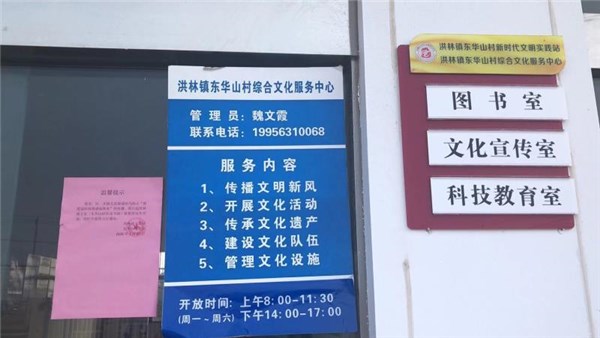 洪林镇东华山村综合文化服务中心
管理员：魏文霞
联系电话：19956310068
服务内容
1、传播文明新风
2、开展文化活动
3、传承文化遗产
4、建设文化队伍
5、管理文化设施
开放时间：上午8:00-11:30
(周一~周六) 下午14:00-17:00
洪林镇东华山村新时代文明实践站
洪林镇东华山村综合文化服务中心
图书室
文化宣传室
科技教育室
温馨提示